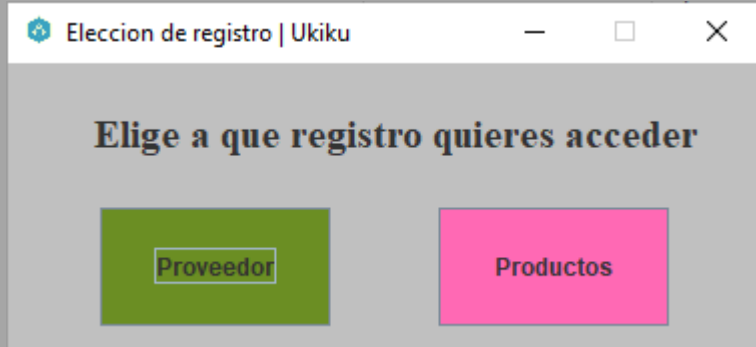 Eleccion de registro | Ukiku
Elige a que registro quieres acceder
Proveedor
Productos